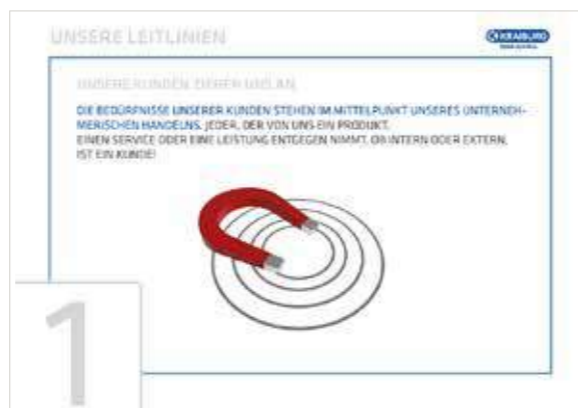 UNSERE LEITLINIEN
KRAIBURG
UNSERE KUNDEN ZIEHEN UNS AN
DIE BEDÜRFNISSE UNSERER KUNDEN STEHEN IM MITTELPUNKT UNSERES UNTERNEH-
MERISCHEN HANDELNS. JEDER, DER VON UNS EIN PRODUKT,
EINEN SERVICE ODER EINE LEISTUNG ENTGEGEN NIMMT, OB INTERN ODER EXTERN,
IST EIN KUNDE!
1